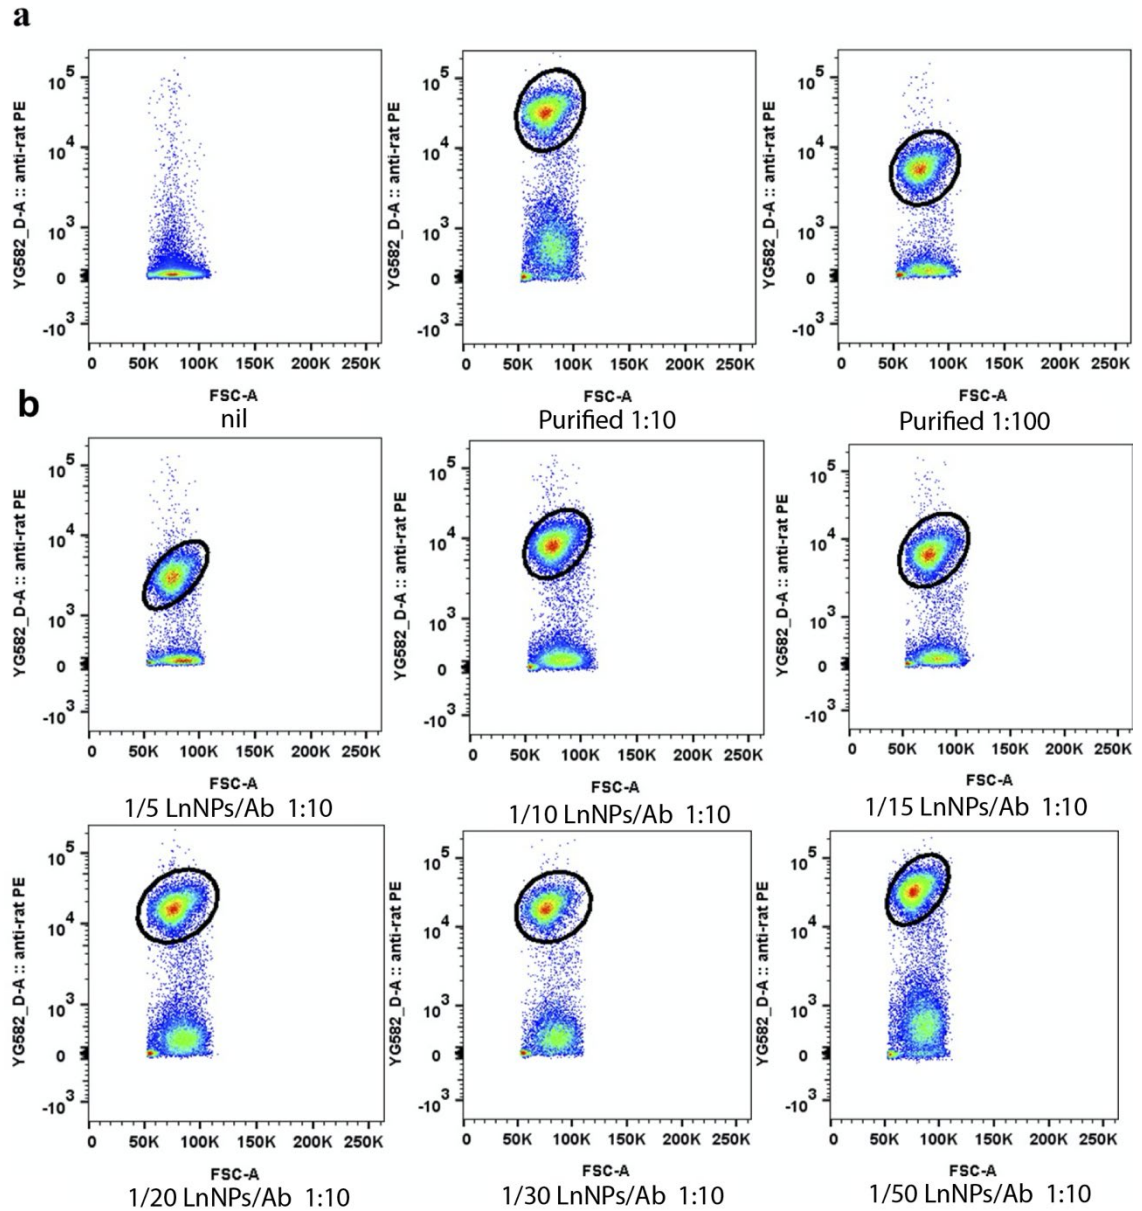 a
YG582_D-A :: anti-rat PE
10^5
10^4
10^3
0
-10^3
0 50K 100K 150K 200K 250K
FSC-A
nil
YG582_D-A :: anti-rat PE
10^5
10^4
10^3
0
-10^3
0 50K 100K 150K 200K 250K
FSC-A
Purified 1:10
YG582_D-A :: anti-rat PE
10^5
10^4
10^3
0
-10^3
0 50K 100K 150K 200K 250K
FSC-A
Purified 1:100
b
YG582_D-A :: anti-rat PE
10^5
10^4
10^3
0
-10^3
0 50K 100K 150K 200K 250K
FSC-A
1/5 LnNPs/Ab 1:10
YG582_D-A :: anti-rat PE
10^5
10^4
10^3
0
-10^3
0 50K 100K 150K 200K 250K
FSC-A
1/10 LnNPs/Ab 1:10
YG582_D-A :: anti-rat PE
10^5
10^4
10^3
0
-10^3
0 50K 100K 150K 200K 250K
FSC-A
1/15 LnNPs/Ab 1:10
YG582_D-A :: anti-rat PE
10^5
10^4
10^3
0
-10^3
0 50K 100K 150K 200K 250K
FSC-A
1/20 LnNPs/Ab 1:10
YG582_D-A :: anti-rat PE
10^5
10^4
10^3
0
-10^3
0 50K 100K 150K 200K 250K
FSC-A
1/30 LnNPs/Ab 1:10
YG582_D-A :: anti-rat PE
10^5
10^4
10^3
0
-10^3
0 50K 100K 150K 200K 250K
FSC-A
1/50 LnNPs/Ab 1:10